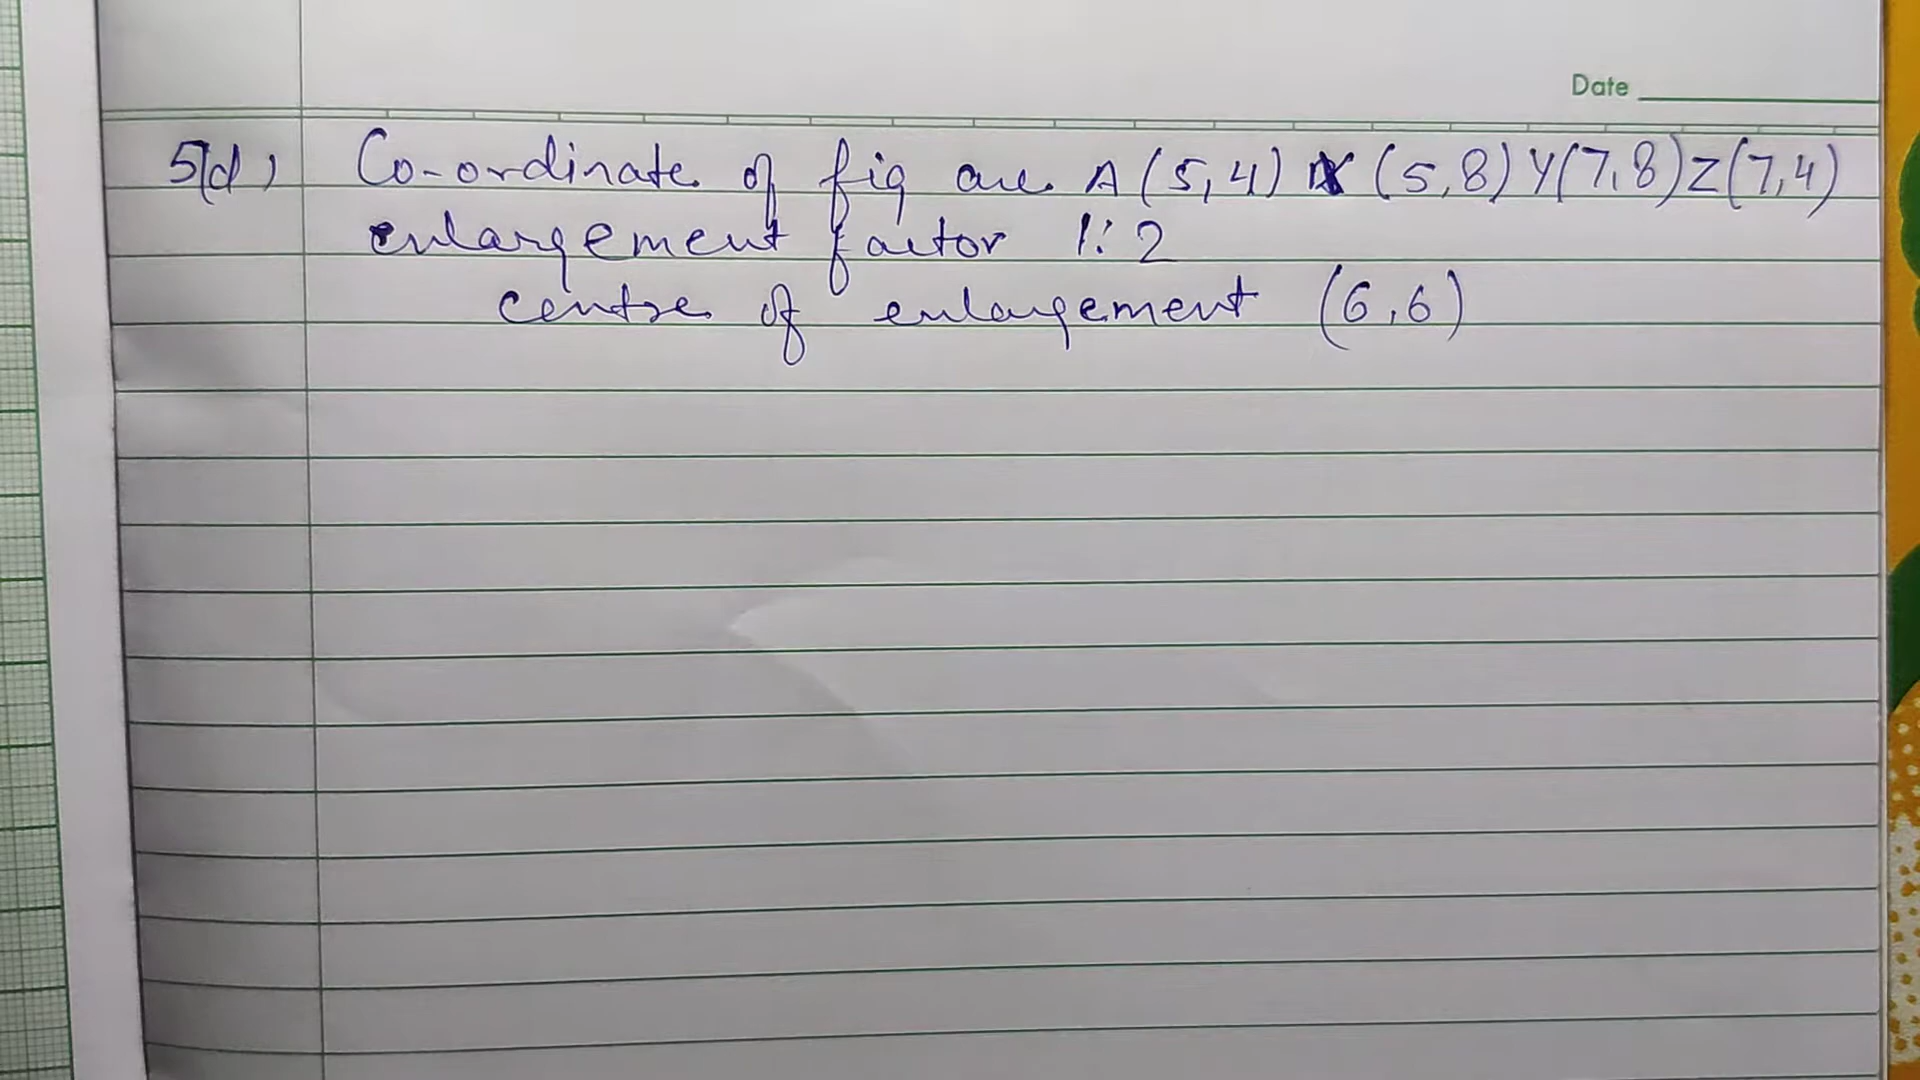 Date
5(d) Co-ordinate of fig are A (5,4) X (5,8) Y(7,8) Z(7,4)
enlargement factor 1:2
centre of enlargement (6,6)